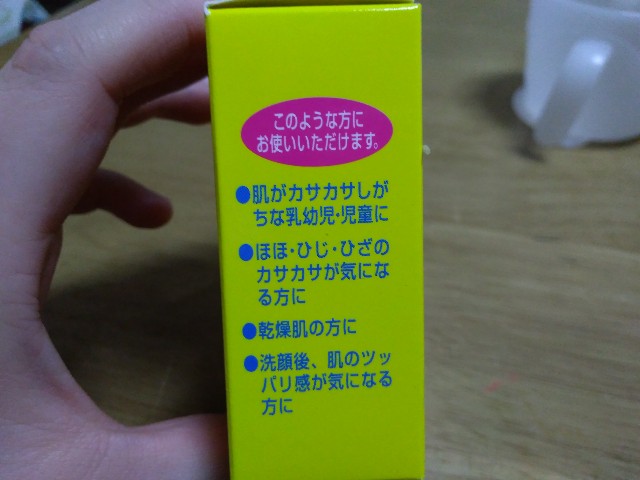 このような方に
お使いいただけます。
●肌がカサカサしが
ちな乳幼児・児童に
●ほほ・ひじ・ひざの
カサカサが気にな
る方に
●乾燥肌の方に
●洗顔後、肌のツッ
パリ感が気になる
方に